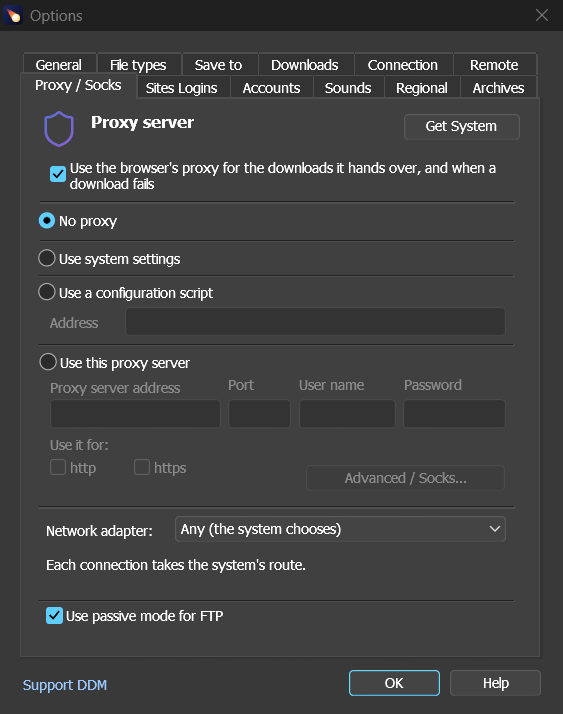 Options
General
File types
Save to
Downloads
Connection
Remote
Proxy / Socks
Sites Logins
Accounts
Sounds
Regional
Archives
Proxy server
Get System
Use the browser's proxy for the downloads it hands over, and when a
download fails
No proxy
Use system settings
Use a configuration script
Address
Use this proxy server
Proxy server address
Port
User name
Password
Use it for:
http
https
Advanced / Socks...
Network adapter:
Any (the system chooses)
Each connection takes the system's route.
Use passive mode for FTP
Support DDM
OK
Help